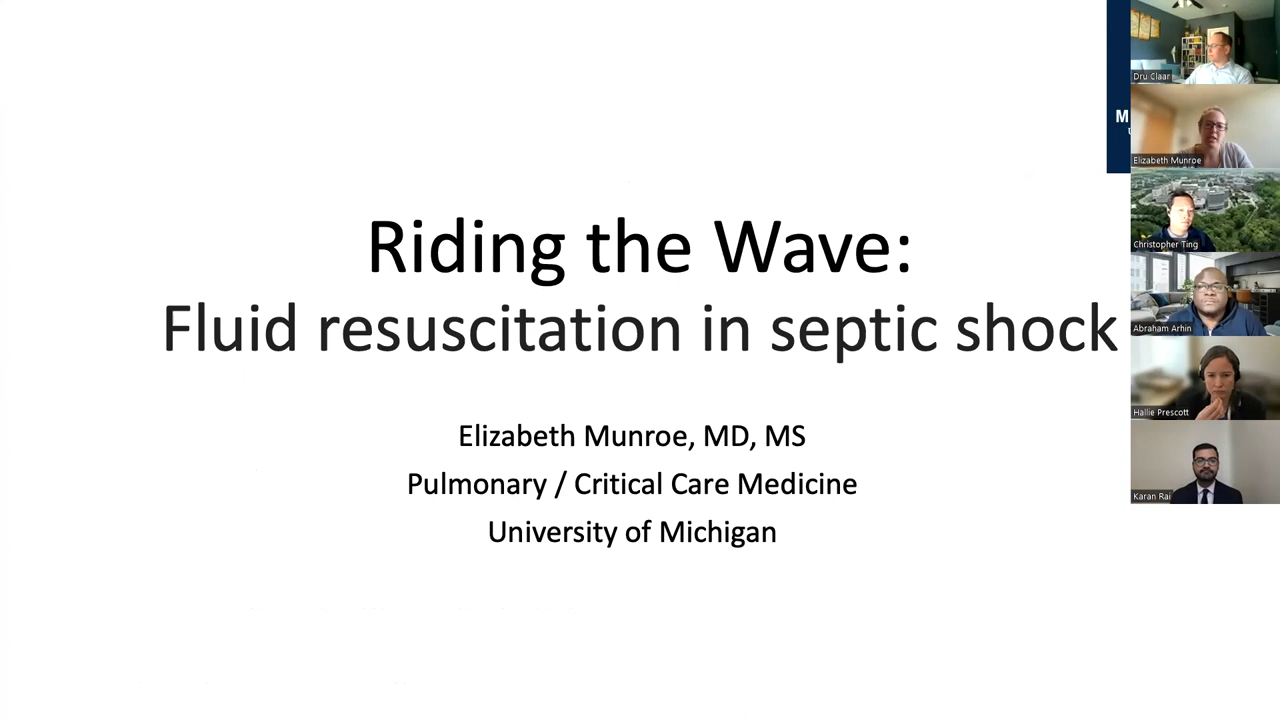 Riding the Wave:
Fluid resuscitation in septic shock
Elizabeth Munroe, MD, MS
Pulmonary / Critical Care Medicine
University of Michigan
M
Dru Claar
Elizabeth Munroe
Christopher Ting
Abraham Arhin
Hallie Prescott
Karan Rai